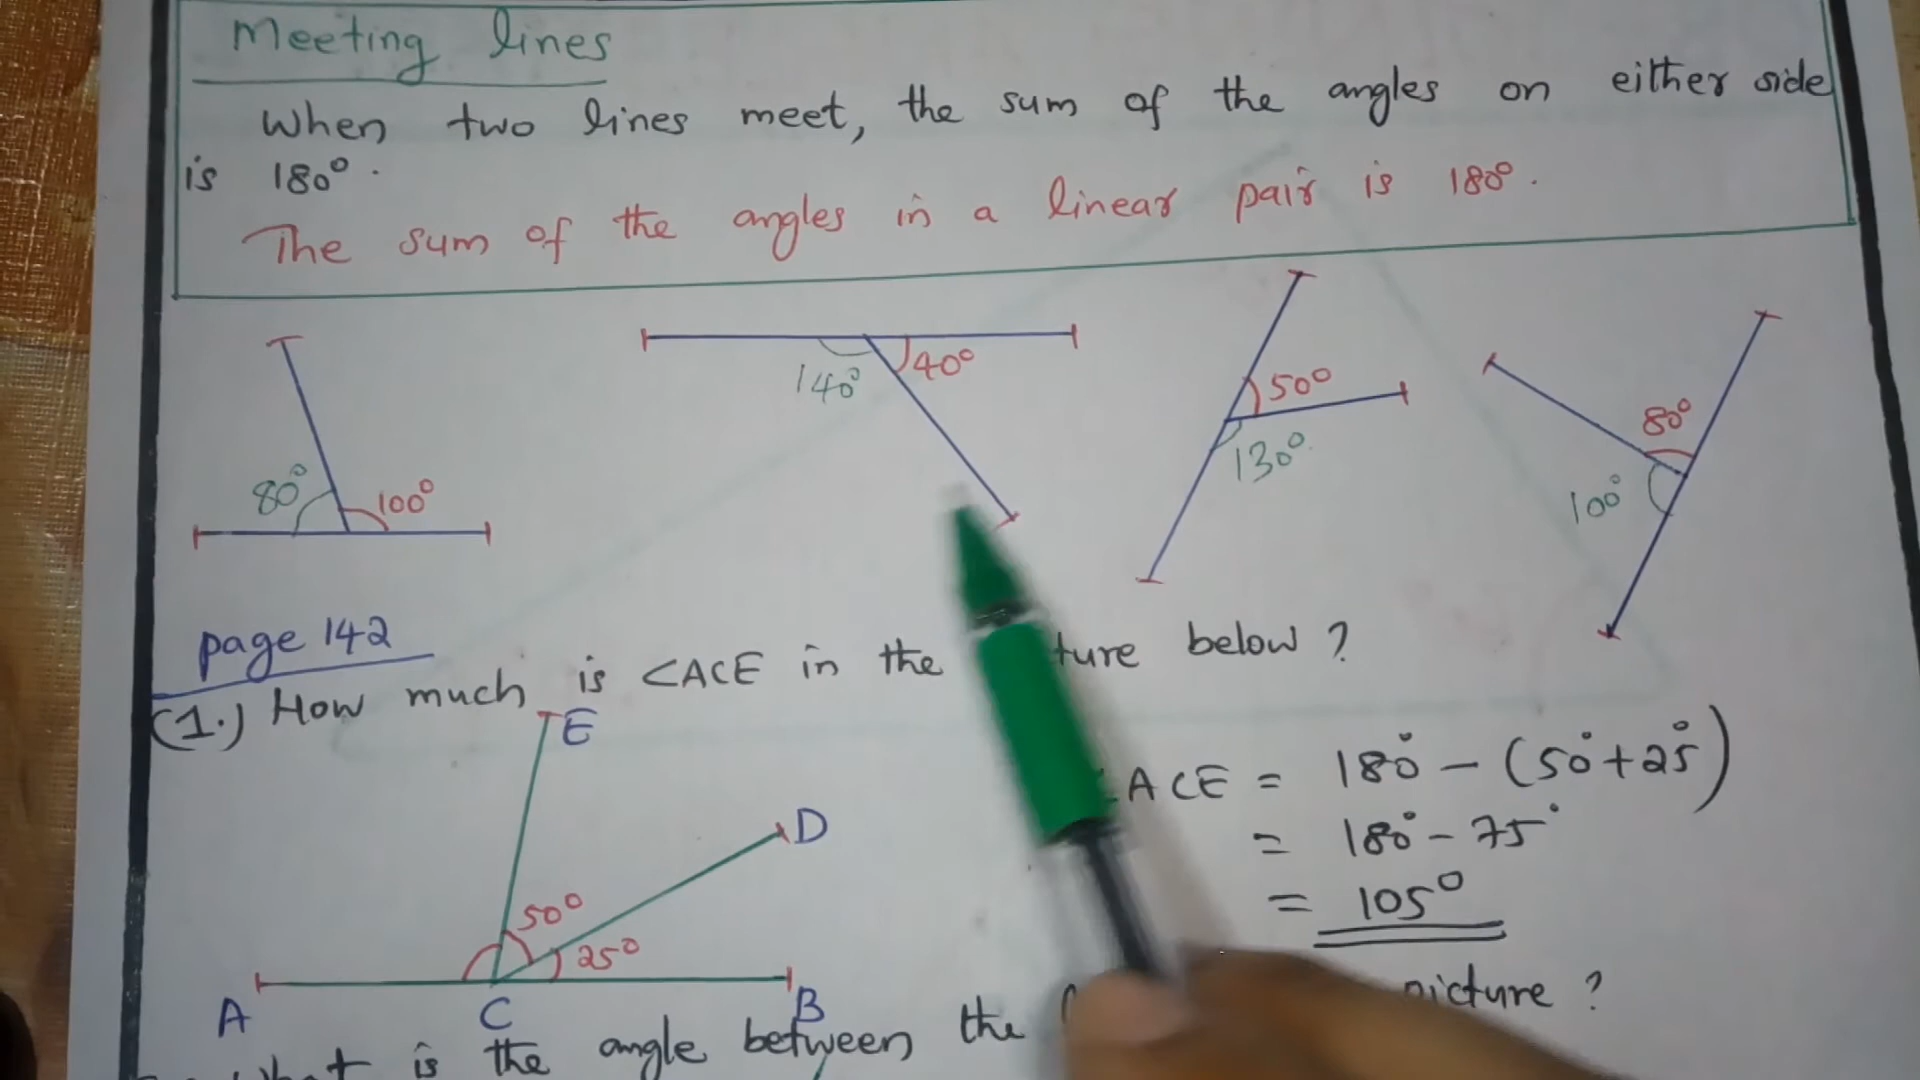 Meeting lines
When two lines meet, the sum of the angles on either side
is 180°.
The sum of the angles in a linear pair is 180°.
80° 100°
140° 40°
50°
130°
80°
100°
page 142
(1.) How much is <ACE in the below?
E
D
50°
25°
A C B
ACE = 180° - (50° + 25°)
= 180° - 75°
= 105°
is the angle between the picture ?